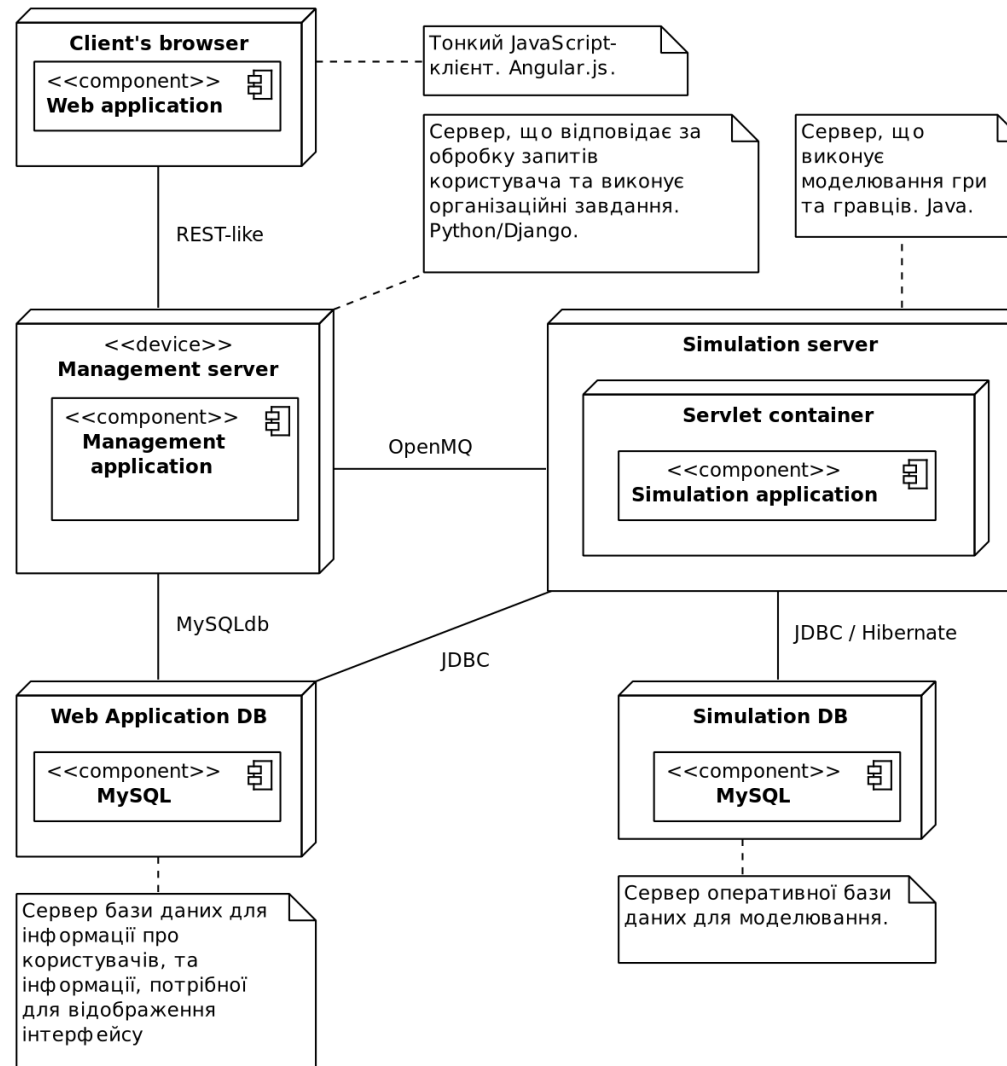 Client's browser
<<component>>
Web application
Тонкий JavaScript-
клієнт. Angular.js.
Сервер, що відповідає за
обробку запитів
користувача та виконує
організаційні завдання.
Python/Django.
Сервер, що
виконує
моделювання гри
та гравців. Java.
REST-like
<<device>>
Management server
<<component>>
Management
application
OpenMQ
Simulation server
Servlet container
<<component>>
Simulation application
MySQLdb
JDBC
JDBC / Hibernate
Web Application DB
<<component>>
MySQL
Simulation DB
<<component>>
MySQL
Сервер бази даних для
інформації про
користувачів, та
інформації, потрібної
для відображення
інтерфейсу
Сервер оперативної бази
даних для моделювання.